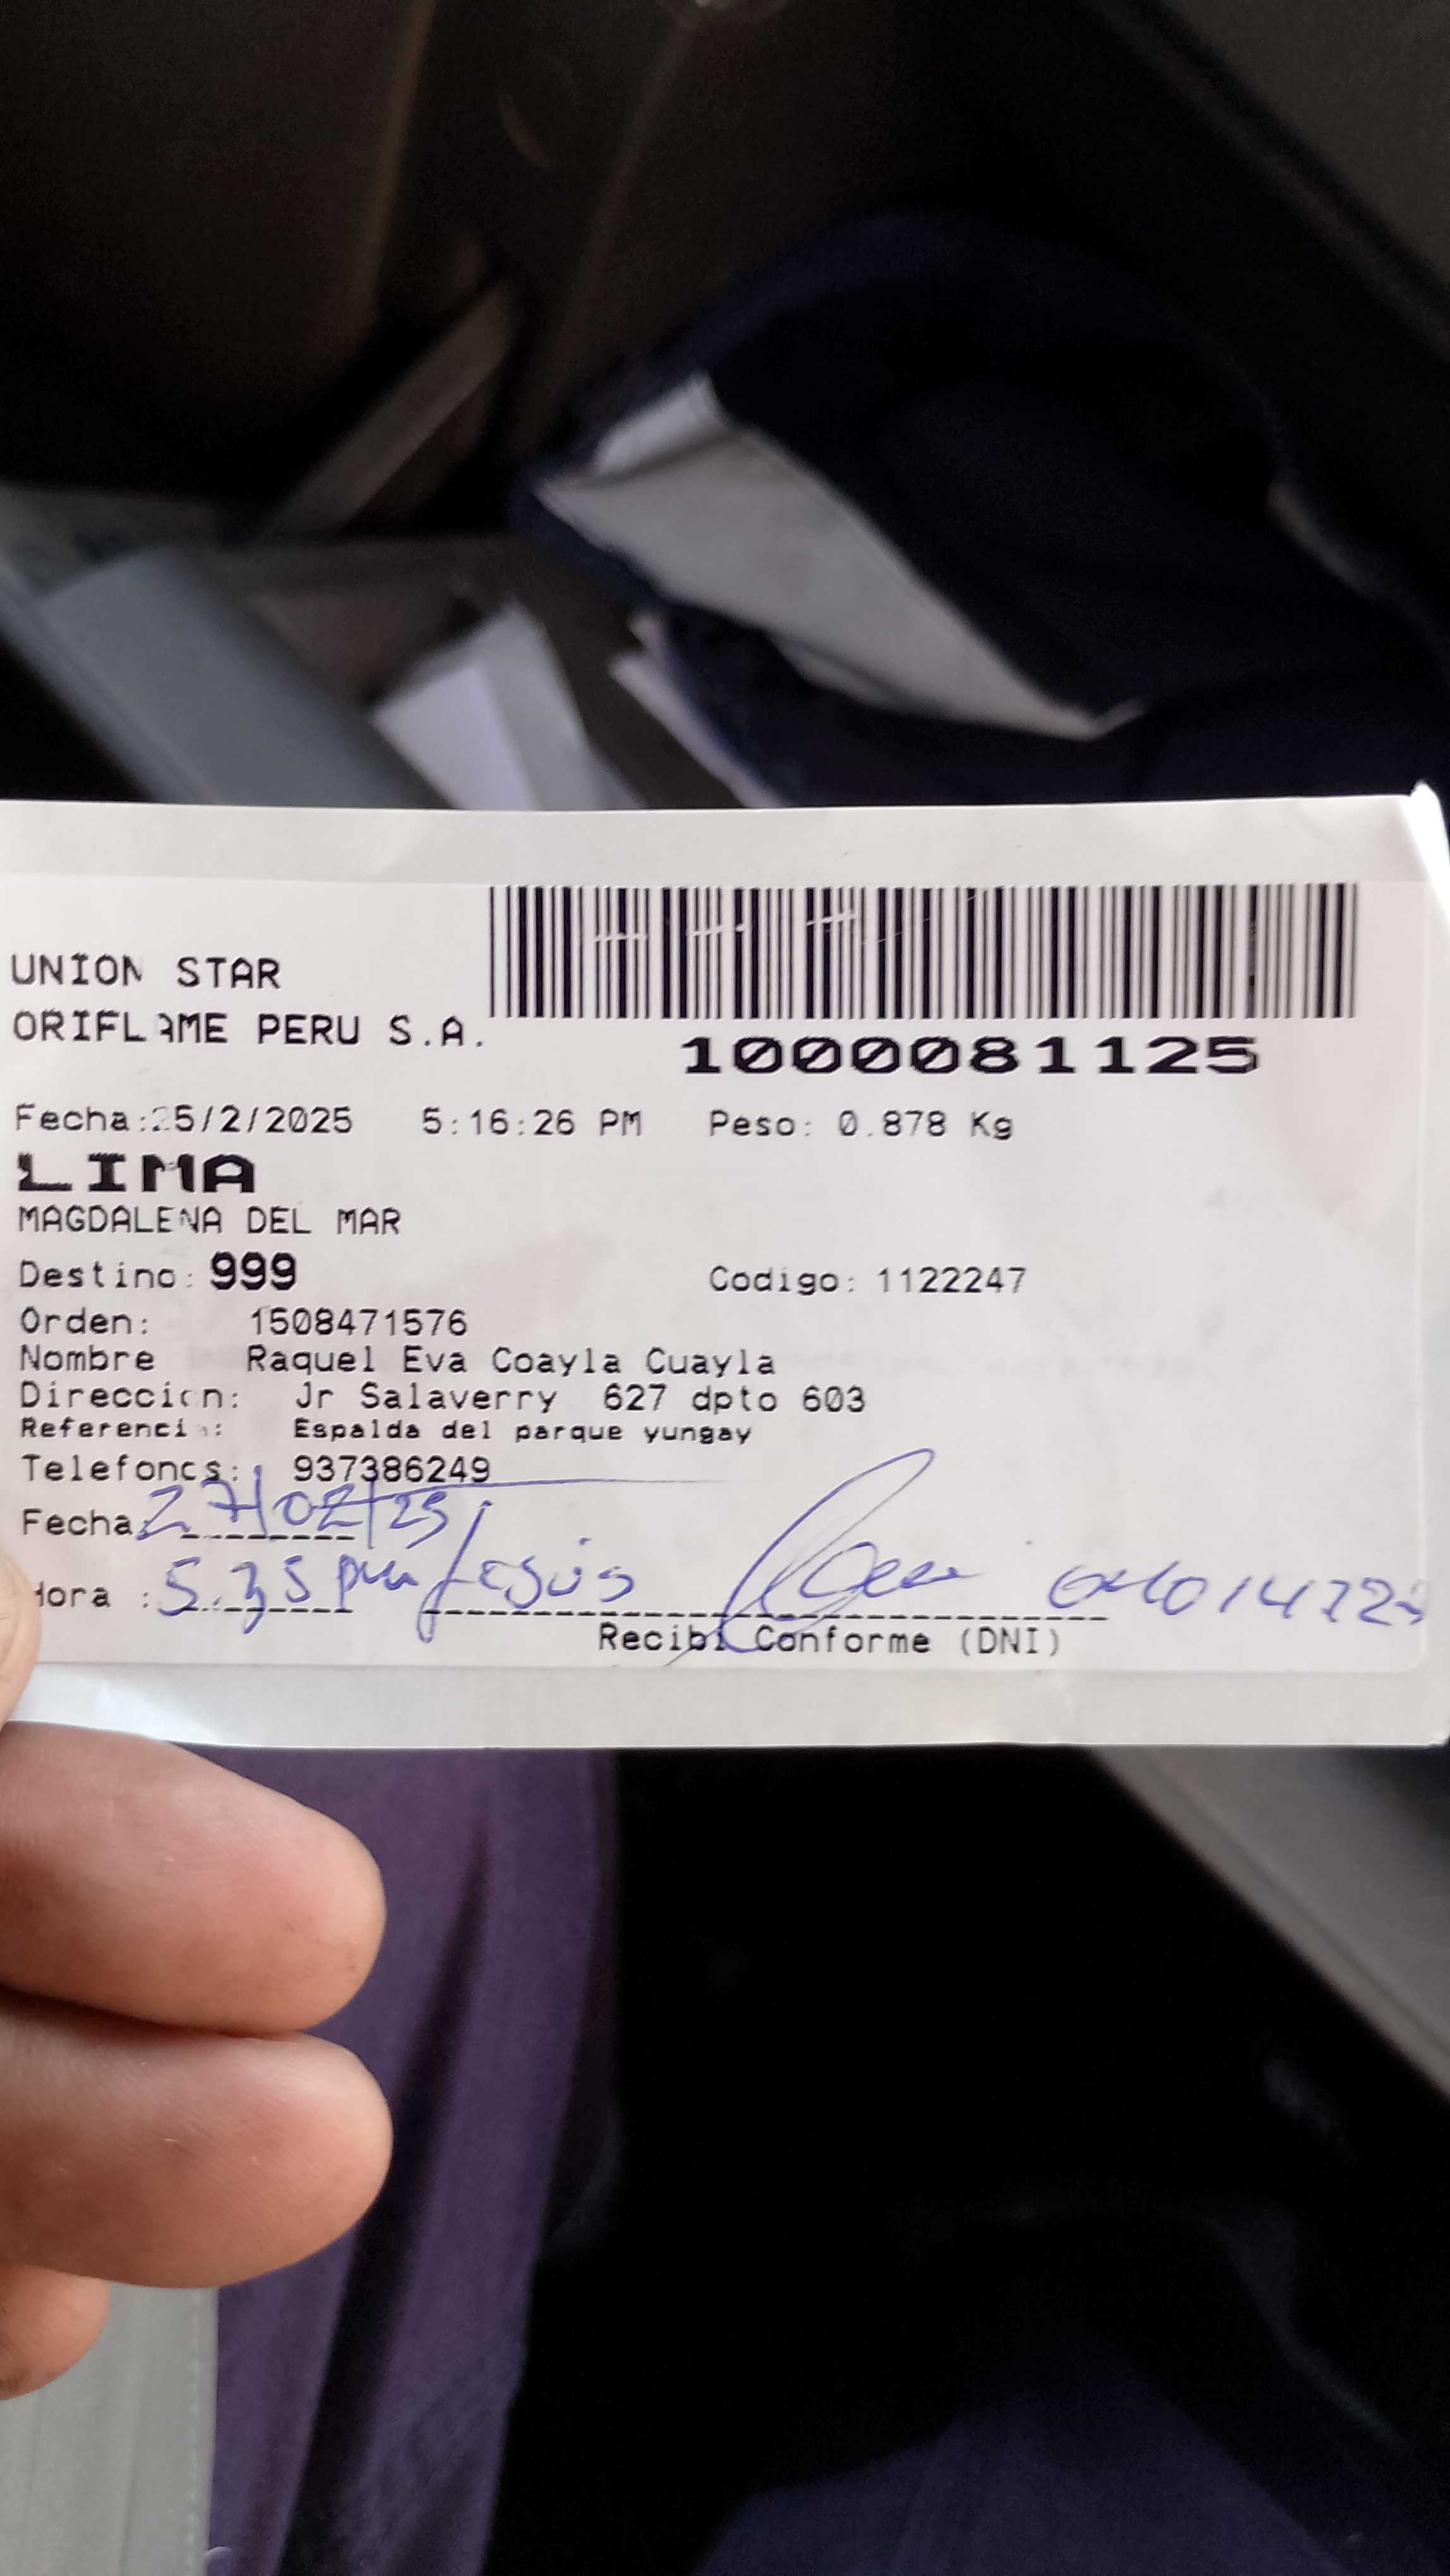 UNION STAR
ORIFLAME PERU S.A.
1000081125
Fecha:25/2/2025 5:16:26 PM Peso: 0.878 Kg
LIMA
MAGDALENA DEL MAR
Destino: 999 Codigo: 1122247
Orden: 1508471576
Nombre Raquel Eva Coayla Cuayla
Direccion: Jr Salaverry 627 dpto 603
Referencia: Espalda del parque yungay
Telefonos: 937386249
Fecha: 27/02/25
Hora : 5.35 pm Jesús
Recibi Conforme (DNI)